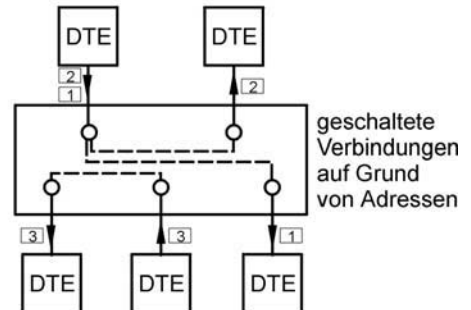 DTE DTE
2
1
2
geschaltete
Verbindungen
auf Grund
von Adressen
3 3 1
DTE DTE DTE